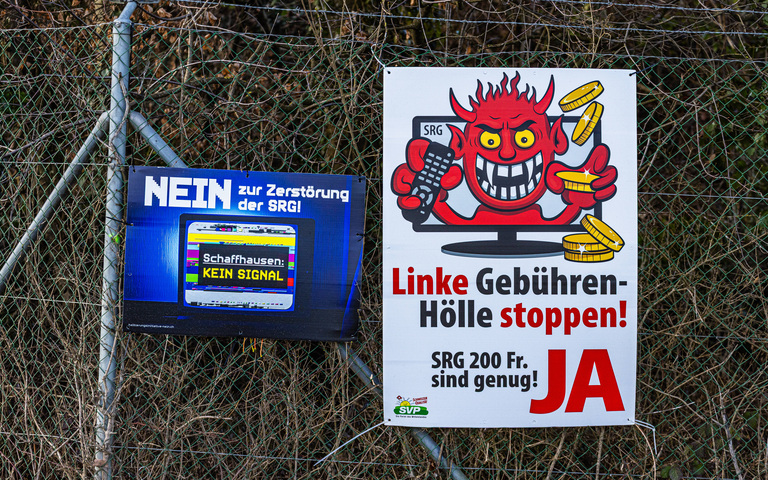 NEIN zur Zerstörung
der SRG!
Schaffhausen:
KEIN SIGNAL
SRG
Linke Gebühren-
Hölle stoppen!
SRG 200 Fr.
sind genug!
JA
SVP